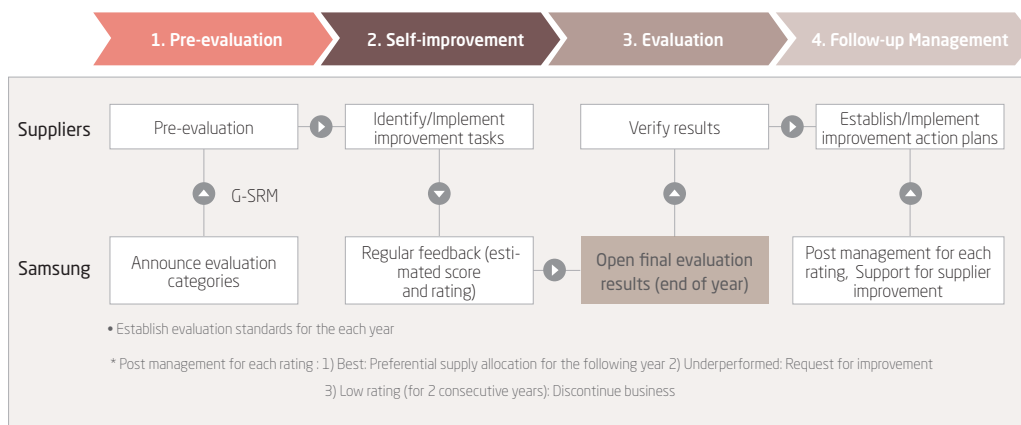 1. Pre-evaluation
2. Self-improvement
3. Evaluation
4. Follow-up Management
Suppliers
Pre-evaluation
Identify/Implement
improvement tasks
Verify results
Establish/Implement
improvement action plans
G-SRM
Samsung
Announce evaluation
categories
Regular feedback (esti-
mated score
and rating)
Open final evaluation
results (end of year)
Post management for each
rating, Support for supplier
improvement
• Establish evaluation standards for the each year
* Post management for each rating : 1) Best: Preferential supply allocation for the following year 2) Underperformed: Request for improvement
3) Low rating (for 2 consecutive years): Discontinue business